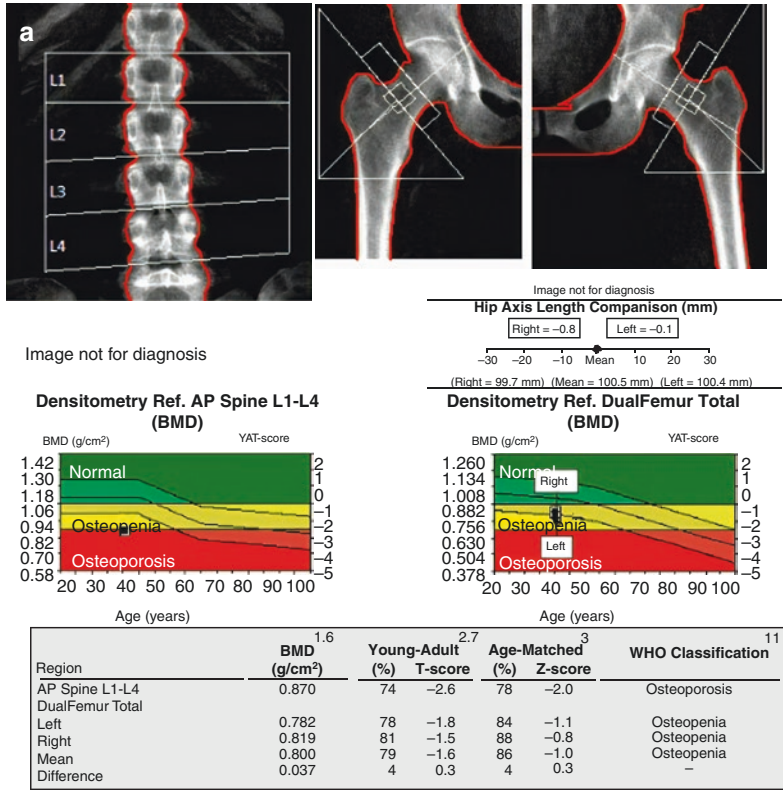 a
L1
L2
L3
L4
Image not for diagnosis
Hip Axis Length Comparison (mm)
Right = –0.8 Left = –0.1
–30 –20 –10 Mean 10 20 30
(Right = 99.7 mm) (Mean = 100.5 mm) (Left = 100.4 mm)
Image not for diagnosis
Densitometry Ref. AP Spine L1-L4
(BMD)
BMD (g/cm²) YAT-score
1.42 2
1.30 Normal 1
1.18 0
1.06 –1
0.94 Osteopenia –2
0.82 –3
0.70 Osteoporosis –4
0.58 –5
20 30 40 50 60 70 80 90 100
Age (years)
Densitometry Ref. DualFemur Total
(BMD)
BMD (g/cm²) YAT-score
1.260 2
1.134 Normal Right 1
1.008 0
0.882 –1
0.756 Osteopenia –2
0.630 Left –3
0.504 Osteoporosis –4
0.378 –5
20 30 40 50 60 70 80 90 100
Age (years)
1.6 2.7 3 11
BMD Young-Adult Age-Matched WHO Classification
Region (g/cm²) (%) T-score (%) Z-score
AP Spine L1-L4 0.870 74 –2.6 78 –2.0 Osteoporosis
DualFemur Total
Left 0.782 78 –1.8 84 –1.1 Osteopenia
Right 0.819 81 –1.5 88 –0.8 Osteopenia
Mean 0.800 79 –1.6 86 –1.0 Osteopenia
Difference 0.037 4 0.3 4 0.3 –